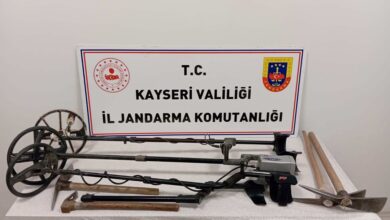 T.C.
KAYSERİ VALİLİĞİ
İL JANDARMA KOMUTANLIĞI